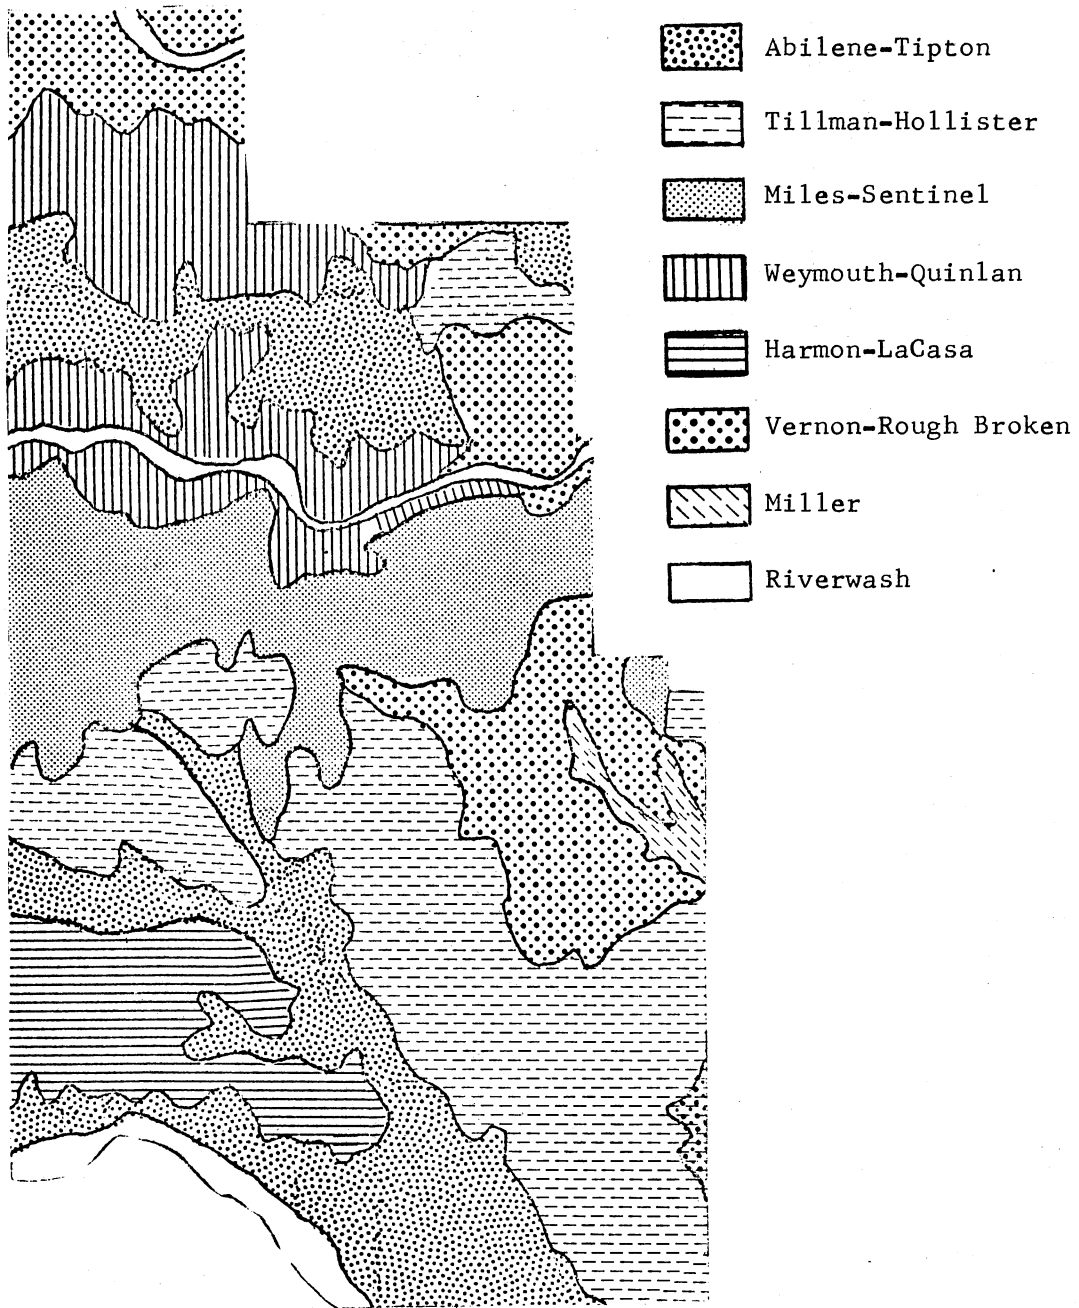 Abilene-Tipton
Tillman-Hollister
Miles-Sentinel
Weymouth-Quinlan
Harmon-LaCasa
Vernon-Rough Broken
Miller
Riverwash